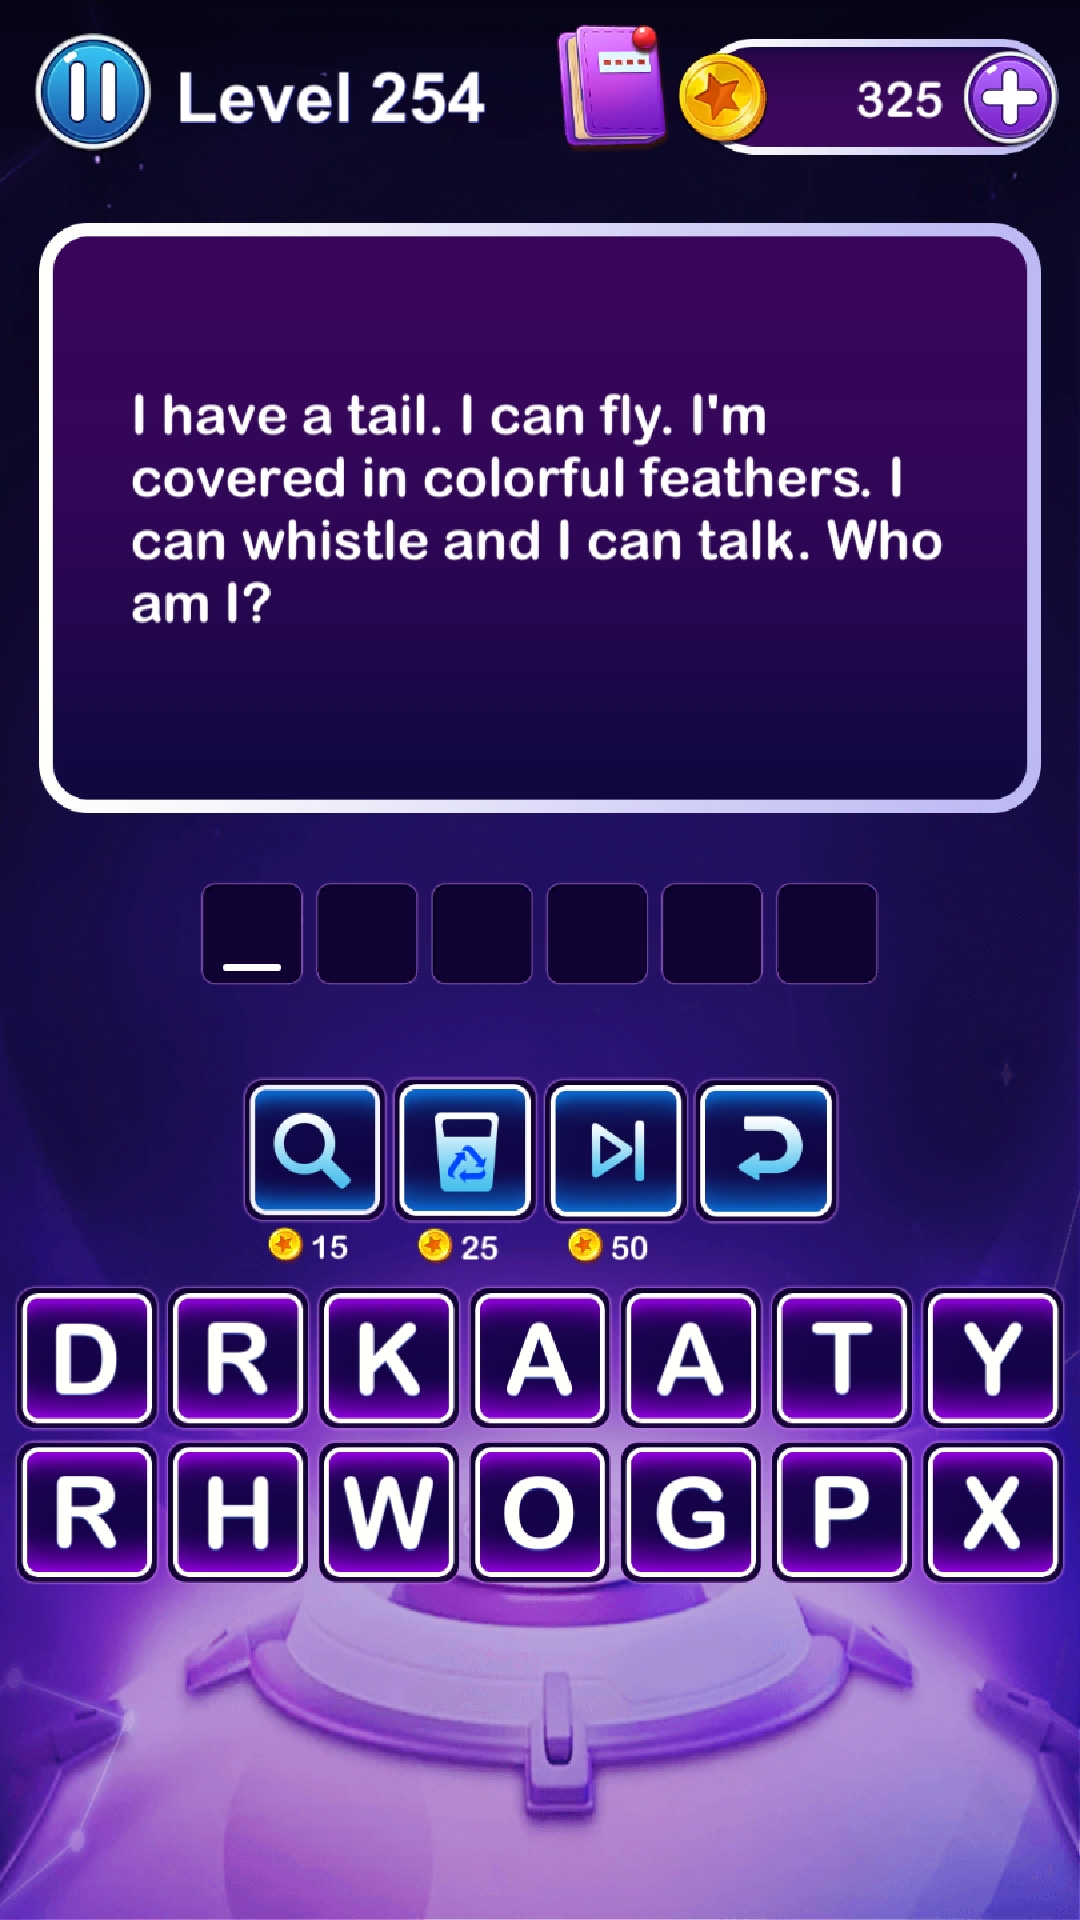 Level 254
325
I have a tail. I can fly. I'm
covered in colorful feathers. I
can whistle and I can talk. Who
am I?
15 25 50
D R K A A T Y
R H W O G P X